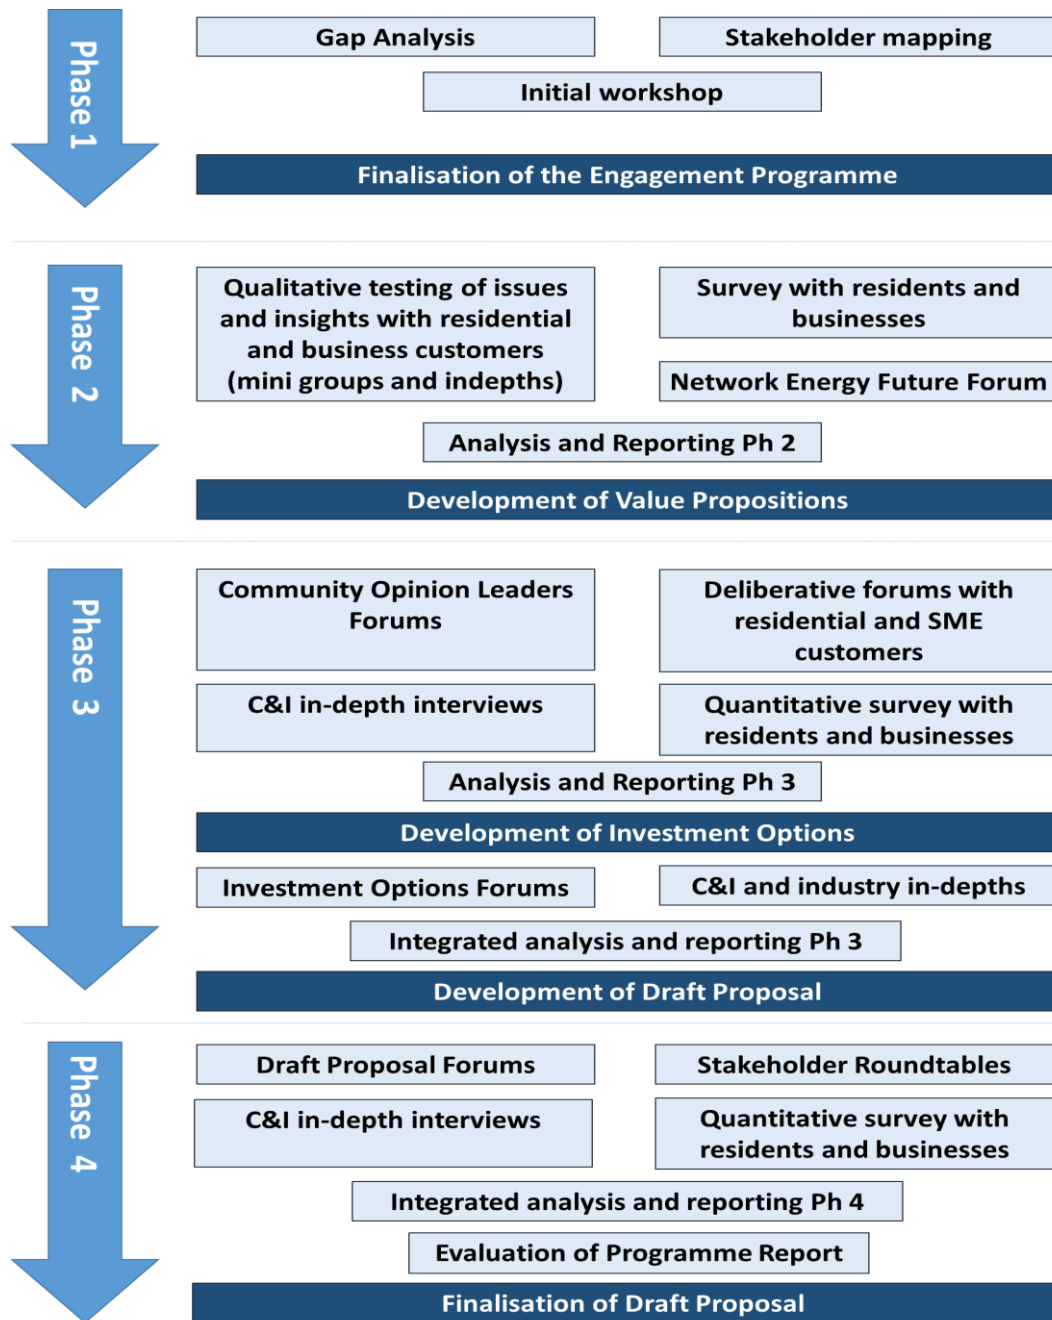 Phase 1
Gap Analysis
Stakeholder mapping
Initial workshop
Finalisation of the Engagement Programme
Phase 2
Qualitative testing of issues
and insights with residential
and business customers
(mini groups and indepths)
Survey with residents and
businesses
Network Energy Future Forum
Analysis and Reporting Ph 2
Development of Value Propositions
Phase 3
Community Opinion Leaders
Forums
Deliberative forums with
residential and SME
customers
C&I in-depth interviews
Quantitative survey with
residents and businesses
Analysis and Reporting Ph 3
Development of Investment Options
Investment Options Forums
C&I and industry in-depths
Integrated analysis and reporting Ph 3
Development of Draft Proposal
Phase 4
Draft Proposal Forums
Stakeholder Roundtables
C&I in-depth interviews
Quantitative survey with
residents and businesses
Integrated analysis and reporting Ph 4
Evaluation of Programme Report
Finalisation of Draft Proposal